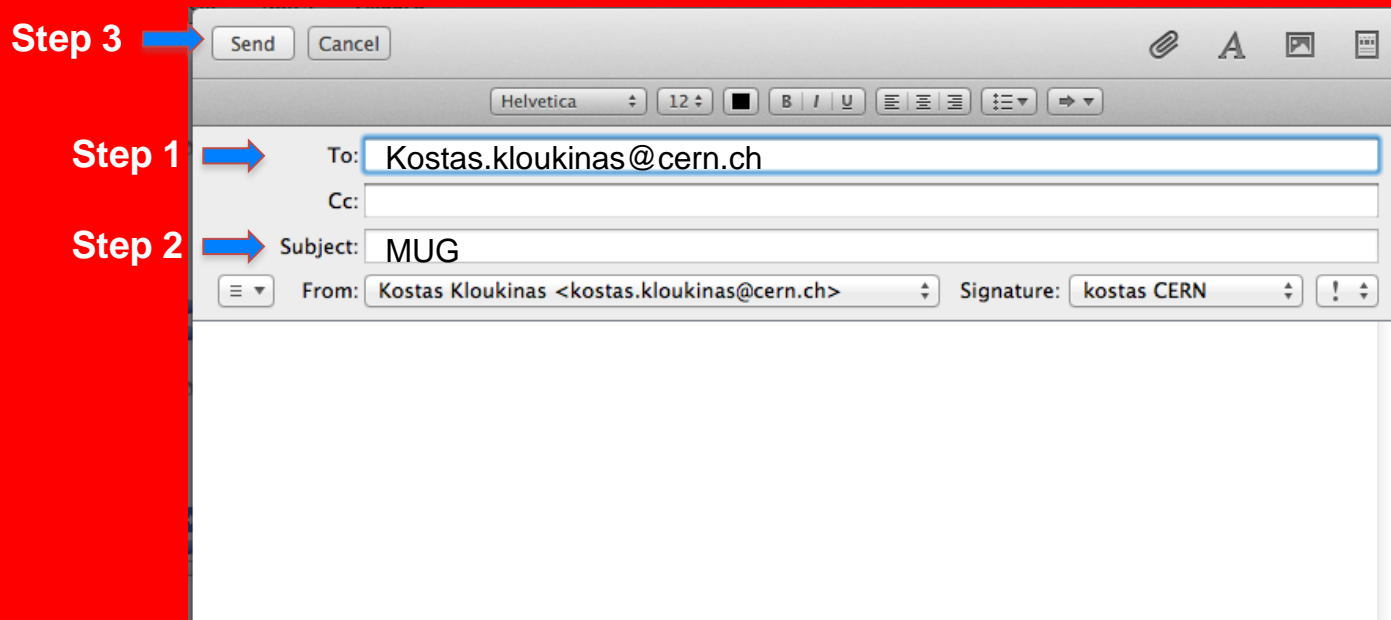 Step 3 Send Cancel A
Helvetica 12 B I U
Step 1 To: Kostas.kloukinas@cern.ch
Cc:
Step 2 Subject: MUG
From: Kostas Kloukinas <kostas.kloukinas@cern.ch> Signature: kostas CERN !